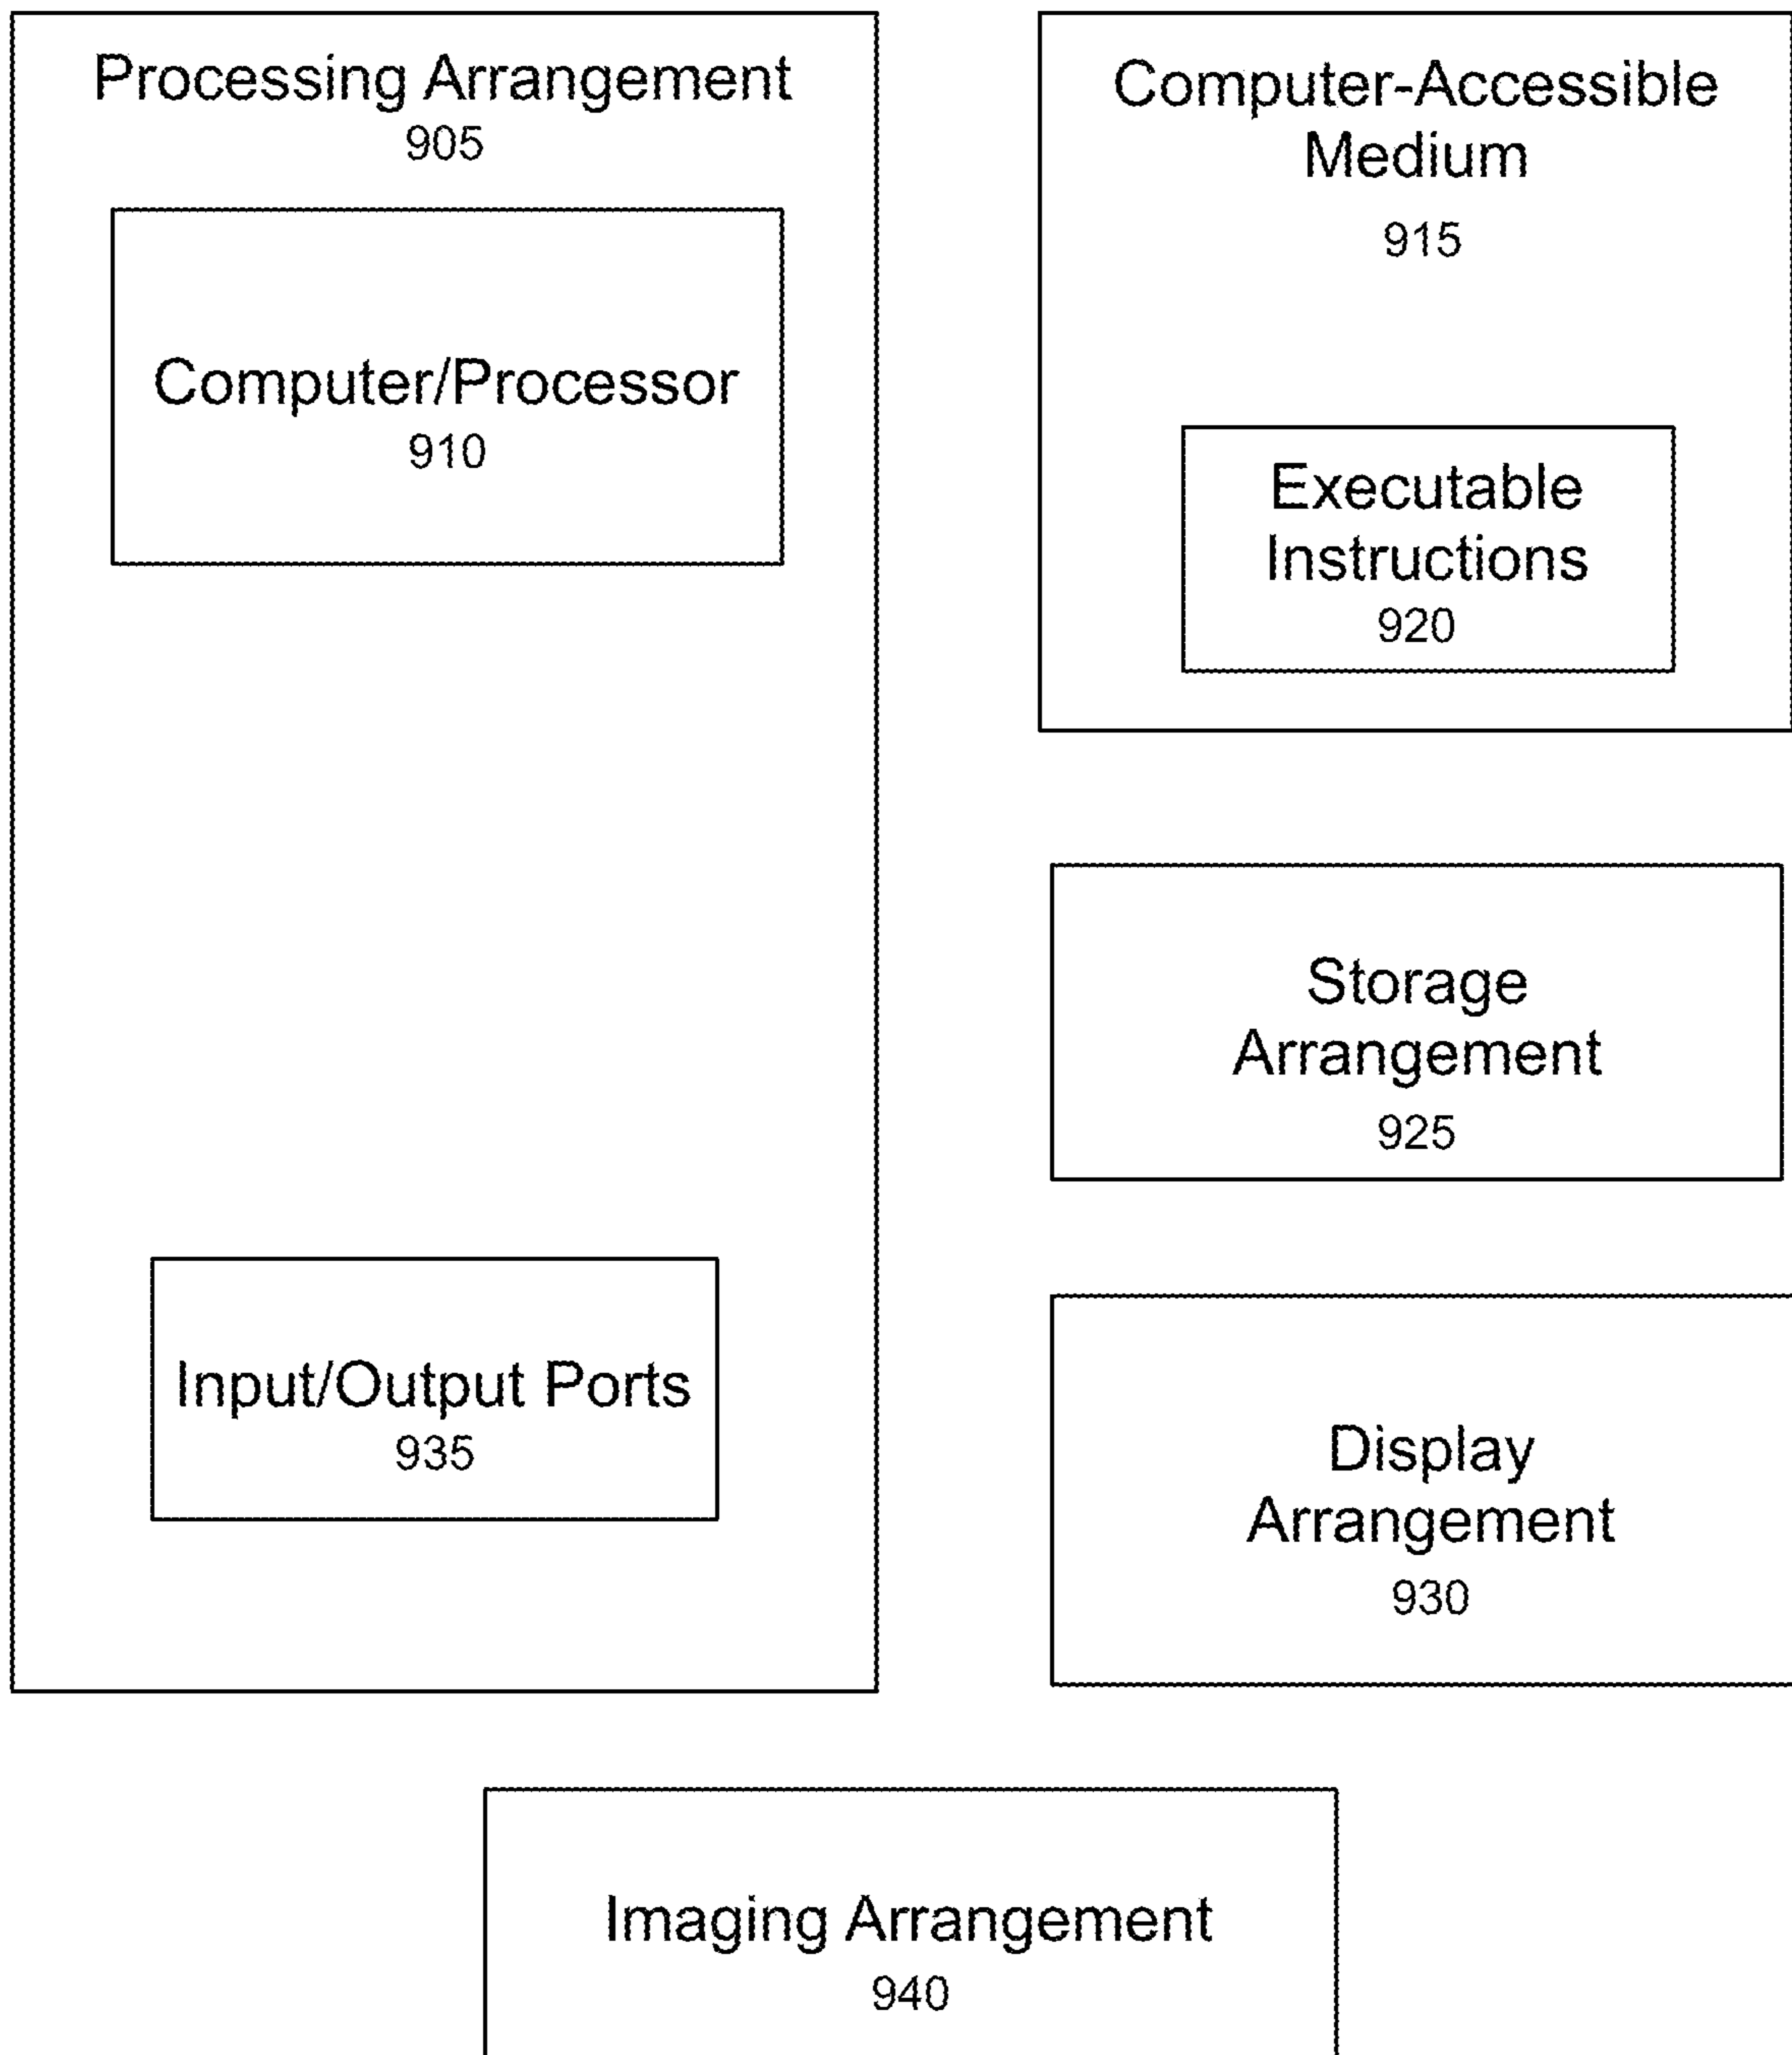 Processing Arrangement
905
Computer/Processor
910
Input/Output Ports
935
Computer-Accessible
Medium
915
Executable
Instructions
920
Storage
Arrangement
925
Display
Arrangement
930
Imaging Arrangement
940